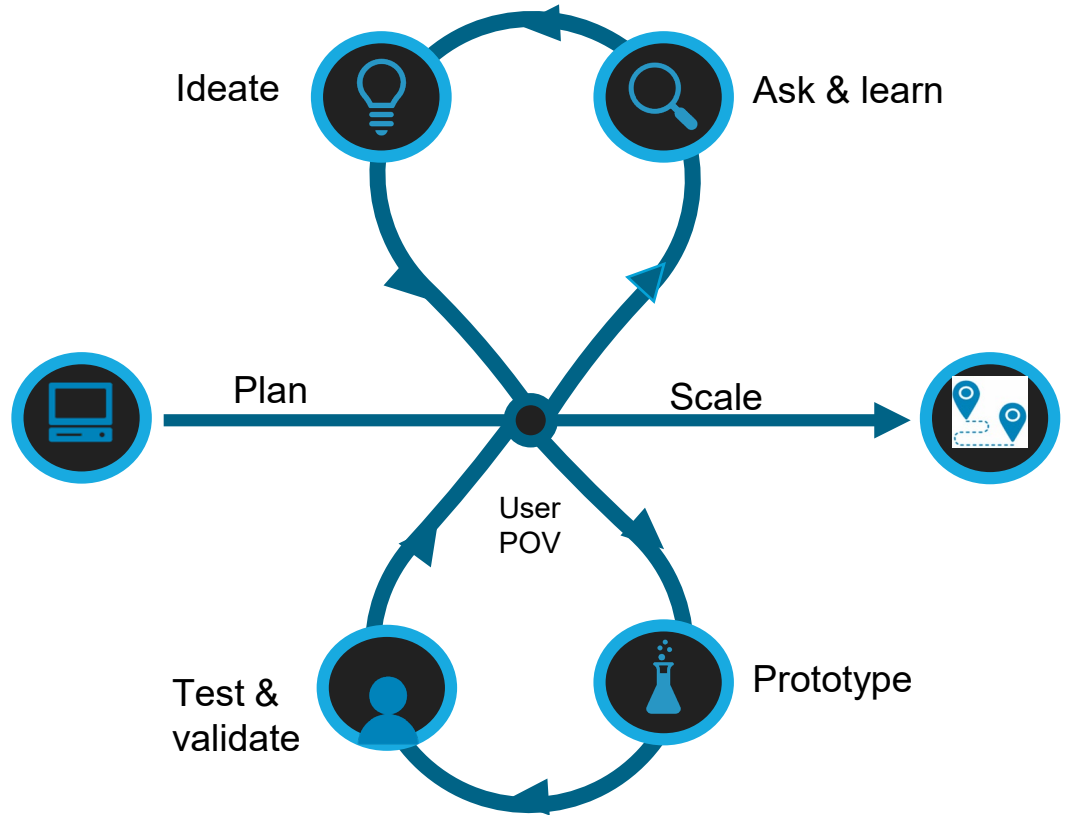 Ideate
Ask & learn
Plan
Scale
User
POV
Test &
validate
Prototype